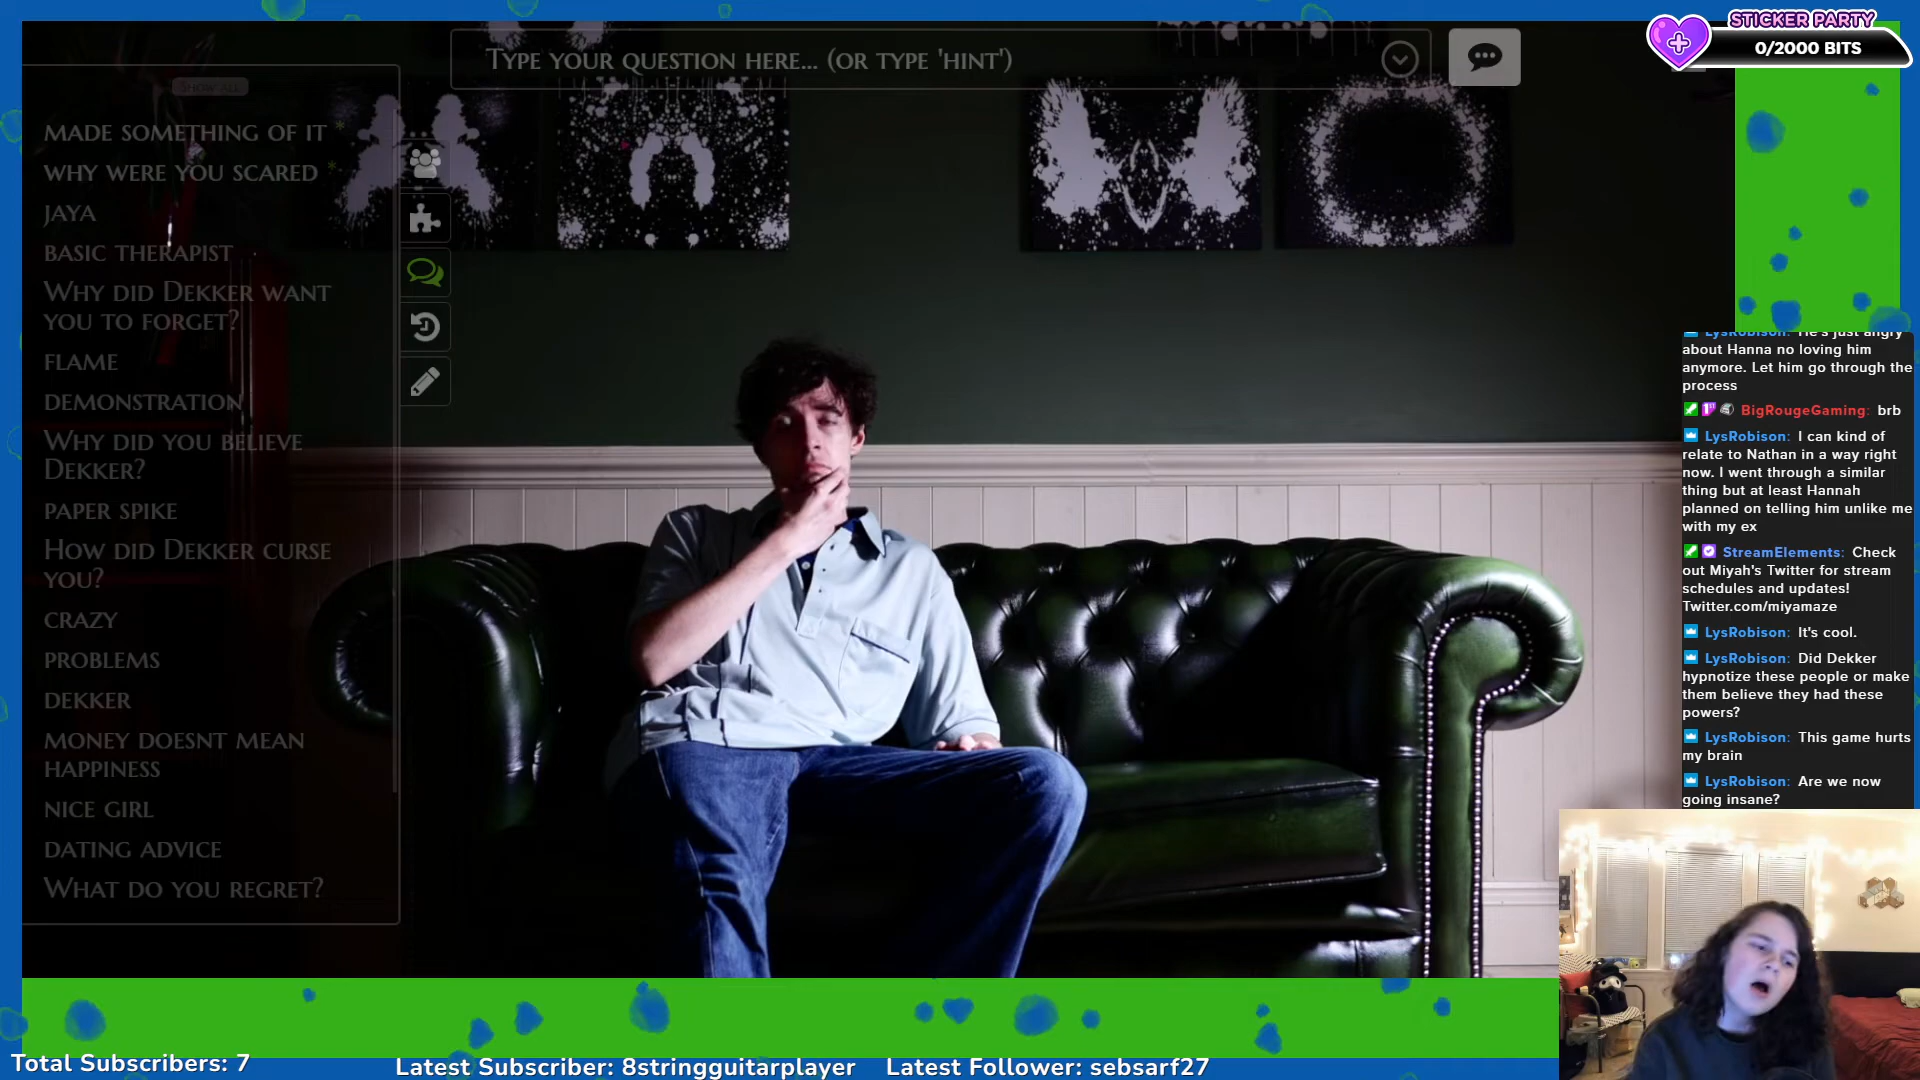 STICKER PARTY
0/2000 BITS
Type your question here... (or type 'hint')
Show all
made something of it *
why were you scared *
jaya
basic therapist
Why did Dekker want
you to forget?
flame
demonstration
Why did you believe
Dekker?
paper spike
How did Dekker curse
you?
crazy
problems
dekker
money doesnt mean
happiness
nice girl
dating advice
What do you regret?
LysRobison: He's just angry
about Hanna no loving him
anymore. Let him go through the
process
BigRougeGaming: brb
LysRobison: I can kind of
relate to Nathan in a way right
now. I went through a similar
thing but at least Hannah
planned on telling him unlike me
with my ex
StreamElements: Check
out Miyah's Twitter for stream
schedules and updates!
Twitter.com/miyamaze
LysRobison: It's cool.
LysRobison: Did Dekker
hypnotize these people or make
them believe they had these
powers?
LysRobison: This game hurts
my brain
LysRobison: Are we now
going insane?
Total Subscribers: 7
Latest Subscriber: 8stringguitarplayer
Latest Follower: sebsarf27